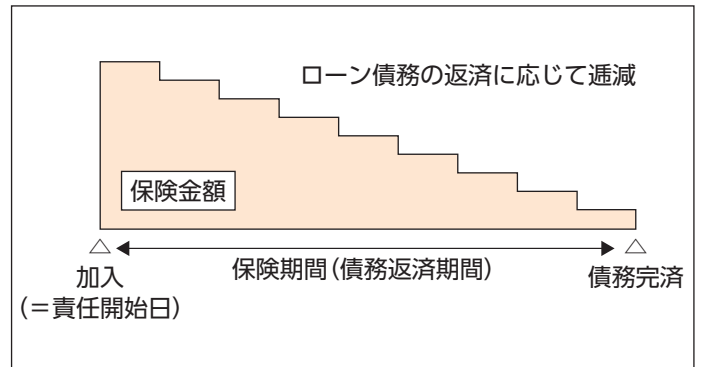 ローン債務の返済に応じて逓減
保険金額
保険期間(債務返済期間)
加入
(=責任開始日)
債務完済